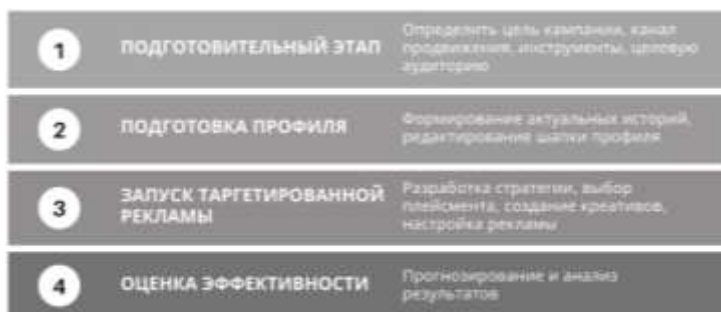 1
ПОДГОТОВИТЕЛЬНЫЙ ЭТАП
Определить цель кампании, канал
продвижения, инструменты, целевую
аудиторию
2
ПОДГОТОВКА ПРОФИЛЯ
Формирование актуальных историй,
редактирование шапки профиля
3
ЗАПУСК ТАРГЕТИРОВАННОЙ
РЕКЛАМЫ
Разработка стратегии, выбор
плейсмента, создание креативов,
настройка рекламы
4
ОЦЕНКА ЭФФЕКТИВНОСТИ
Прогнозирование и анализ
результатов